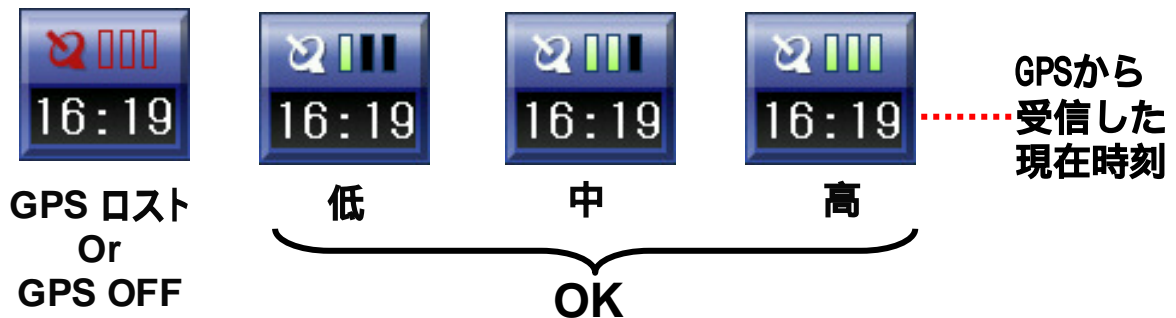 16:19
16:19
16:19
16:19
GPSから
受信した
現在時刻
GPS ロスト
Or
GPS OFF
低
中
高
OK